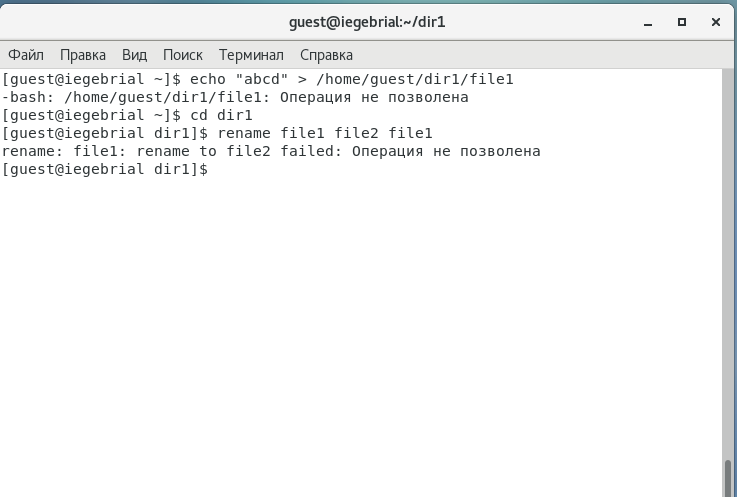 guest@iegebrial:~/dir1
Файл Правка Вид Поиск Терминал Справка
[guest@iegebrial ~]$ echo "abcd" > /home/guest/dir1/file1
-bash: /home/guest/dir1/file1: Операция не позволена
[guest@iegebrial ~]$ cd dir1
[guest@iegebrial dir1]$ rename file1 file2 file1
rename: file1: rename to file2 failed: Операция не позволена
[guest@iegebrial dir1]$